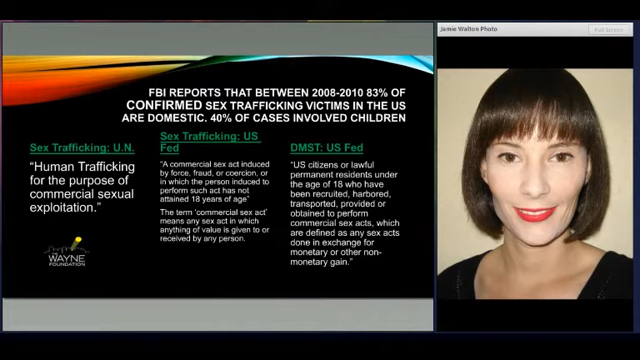 Jamie Walton Photo
Full Screen
FBI REPORTS THAT BETWEEN 2008-2010 83% OF
CONFIRMED SEX TRAFFICKING VICTIMS IN THE US
ARE DOMESTIC. 40% OF CASES INVOLVED CHILDREN
Sex Trafficking: U.N.
“Human Trafficking
for the purpose of
commercial sexual
exploitation.”
THE
WAYNE
FOUNDATION
Sex Trafficking: US
Fed
“A commercial sex act induced
by force, fraud, or coercion, or
in which the person induced to
perform such act has not
attained 18 years of age”
The term ‘commercial sex act’
means any sex act in which
anything of value is given to or
received by any person.
DMST: US Fed
“US citizens or lawful
permanent residents under
the age of 18 who have
been recruited, harbored,
transported, provided or
obtained to perform
commercial sex acts, which
are defined as any sex acts
done in exchange for
monetary or other non-
monetary gain.”